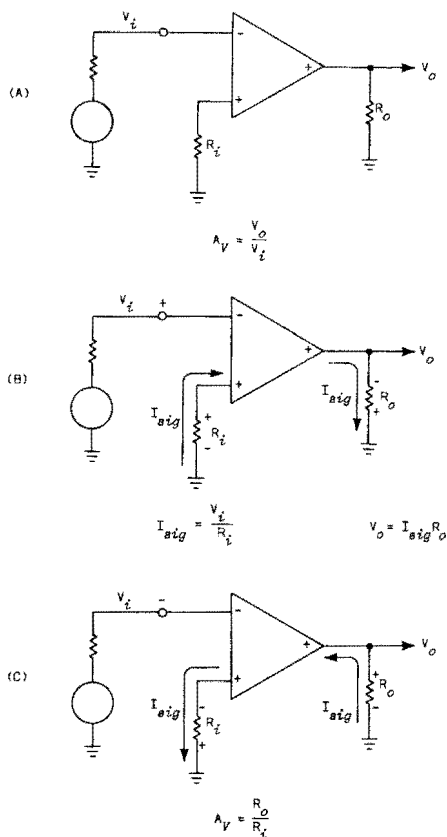 V_i
-
+
+
V_o
(A)
R_i
R_o
A_V = V_o / V_i
V_i +
-
+
+
V_o
(B)
I_sig
+
R_i
-
I_sig
-
R_o
+
I_sig = V_i / R_i
V_o = I_sig R_o
V_i -
-
+
+
V_o
(C)
I_sig
-
R_i
+
+
R_o
-
A_V = R_o / R_i